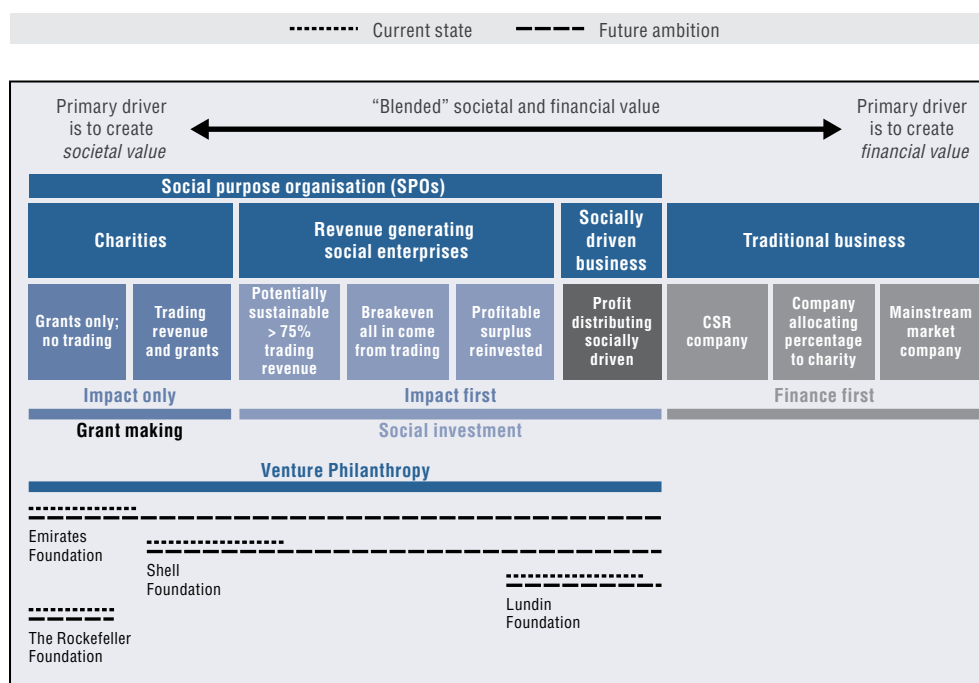 Current state
Future ambition
Primary driver
is to create
societal value
“Blended” societal and financial value
Primary driver
is to create
financial value
Social purpose organisation (SPOs)
Charities
Revenue generating
social enterprises
Socially
driven
business
Traditional business
Grants only;
no trading
Trading
revenue
and grants
Potentially
sustainable
> 75%
trading
revenue
Breakeven
all in come
from trading
Profitable
surplus
reinvested
Profit
distributing
socially
driven
CSR
company
Company
allocating
percentage
to charity
Mainstream
market
company
Impact only
Impact first
Finance first
Grant making
Social investment
Venture Philanthropy
Emirates
Foundation
Shell
Foundation
Lundin
Foundation
The Rockefeller
Foundation